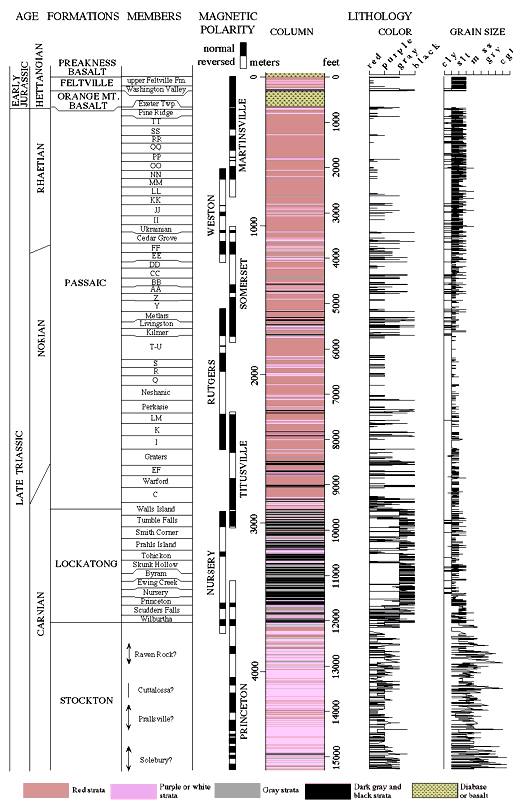 AGE FORMATIONS MEMBERS MAGNETIC POLARITY LITHOLOGY
COLUMN COLOR GRAIN SIZE
normal
reversed
meters feet
red purple gray black
cly slt m ss grv cgl
EARLY JURASSIC
HETTANGIAN
LATE TRIASSIC
RHAETIAN
NORIAN
CARNIAN
PREAKNESS BASALT
FELTVILLE
ORANGE MT. BASALT
PASSAIC
LOCKATONG
STOCKTON
upper Feltville Fm.
Washington Valley
Exeter Twp
Pine Ridge
TT
SS
RR
QQ
PP
OO
NN
MM
LL
KK
JJ
II
Ukrainian
Cedar Grove
FF
EE
DD
CC
BB
AA
Z
Y
Metlars
Livingston
Kilmer
T-U
S
R
Q
Neshanic
Perkasie
LM
K
I
Graters
EF
Warford
C
Walls Island
Tumble Falls
Smith Corner
Prahls Island
Tohickon
Skunk Hollow
Byram
Ewing Creek
Nursery
Princeton
Scudders Falls
Wilburtha
Raven Rock?
Cuttalossa?
Prallsville?
Solebury?
MARTINSVILLE
WESTON
SOMERSET
RUTGERS
TITUSVILLE
NURSERY
PRINCETON
0
1000
2000
3000
4000
0
1000
2000
3000
4000
5000
6000
7000
8000
9000
10000
11000
12000
13000
14000
15000
Red strata
Purple or white strata
Gray strata
Dark gray and black strata
Diabase or basalt